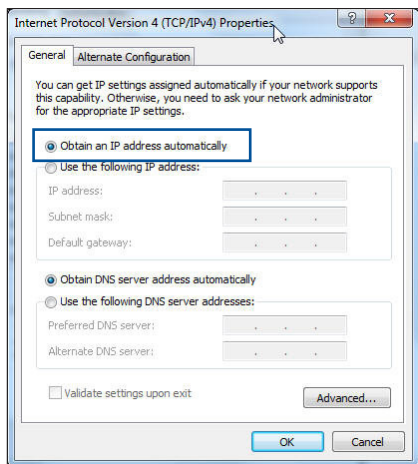 Internet Protocol Version 4 (TCP/IPv4) Properties
General
Alternate Configuration
You can get IP settings assigned automatically if your network supports
this capability. Otherwise, you need to ask your network administrator
for the appropriate IP settings.
Obtain an IP address automatically
Use the following IP address:
IP address:
Subnet mask:
Default gateway:
Obtain DNS server address automatically
Use the following DNS server addresses:
Preferred DNS server:
Alternate DNS server:
Validate settings upon exit
Advanced...
OK
Cancel